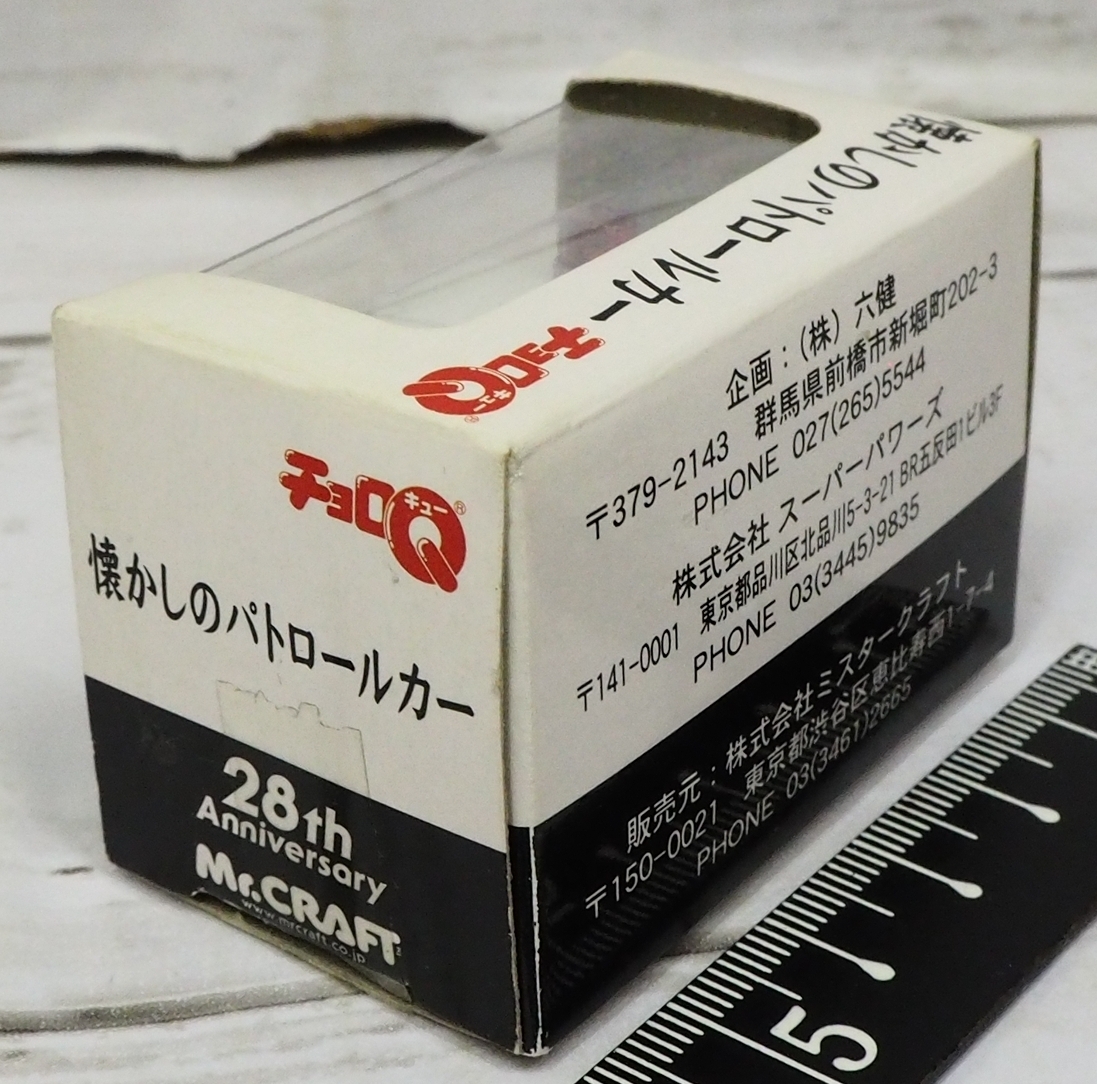 懐かしのパトロールカー
チョロQ
キュー
®
チョロQ
キュー
®
懐かしのパトロールカー
28th
Anniversary
Mr.CRAFT
www.mrcraft.co.jp
企画：(株)六健
〒379-2143 群馬県前橋市新堀町202-3
PHONE 027(265)5544
株式会社 スーパーパワーズ
〒141-0001 東京都品川区北品川5-3-21 BR五反田1ビル3F
PHONE 03(3445)9835
販売元：株式会社ミスタークラフト
〒150-0021 東京都渋谷区恵比寿西1-7-4
PHONE 03(3461)2665
5